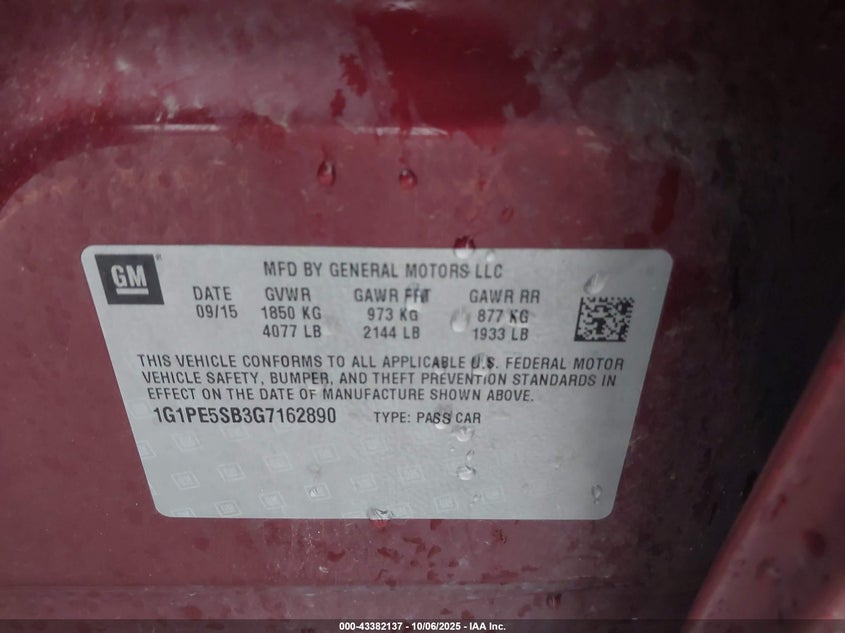 GM
MFD BY GENERAL MOTORS LLC
DATE GVWR GAWR FRT GAWR RR
09/15 1850 KG 973 KG 877 KG
4077 LB 2144 LB 1933 LB
THIS VEHICLE CONFORMS TO ALL APPLICABLE U.S. FEDERAL MOTOR
VEHICLE SAFETY, BUMPER, AND THEFT PREVENTION STANDARDS IN
EFFECT ON THE DATE OF MANUFACTURE SHOWN ABOVE.
1G1PE5SB3G7162890 TYPE: PASS CAR
000-43382137 - 10/06/2025 - IAA Inc.